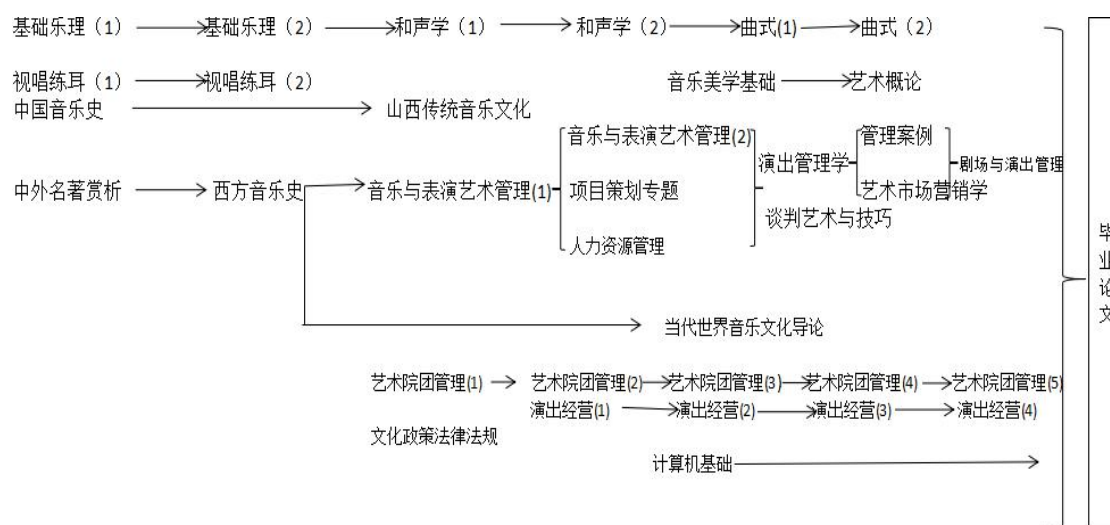 基础乐理（1） 基础乐理（2） 和声学（1） 和声学（2） 曲式(1) 曲式（2）
视唱练耳（1） 视唱练耳（2） 音乐美学基础 艺术概论
中国音乐史 山西传统音乐文化
音乐与表演艺术管理(2) 管理案例
演出管理学 剧场与演出管理
中外名著赏析 西方音乐史 音乐与表演艺术管理(1) 项目策划专题 艺术市场营销学
谈判艺术与技巧
人力资源管理
毕业论文
当代世界音乐文化导论
艺术院团管理(1) 艺术院团管理(2) 艺术院团管理(3) 艺术院团管理(4) 艺术院团管理(5)
演出经营(1) 演出经营(2) 演出经营(3) 演出经营(4)
文化政策法律法规
计算机基础